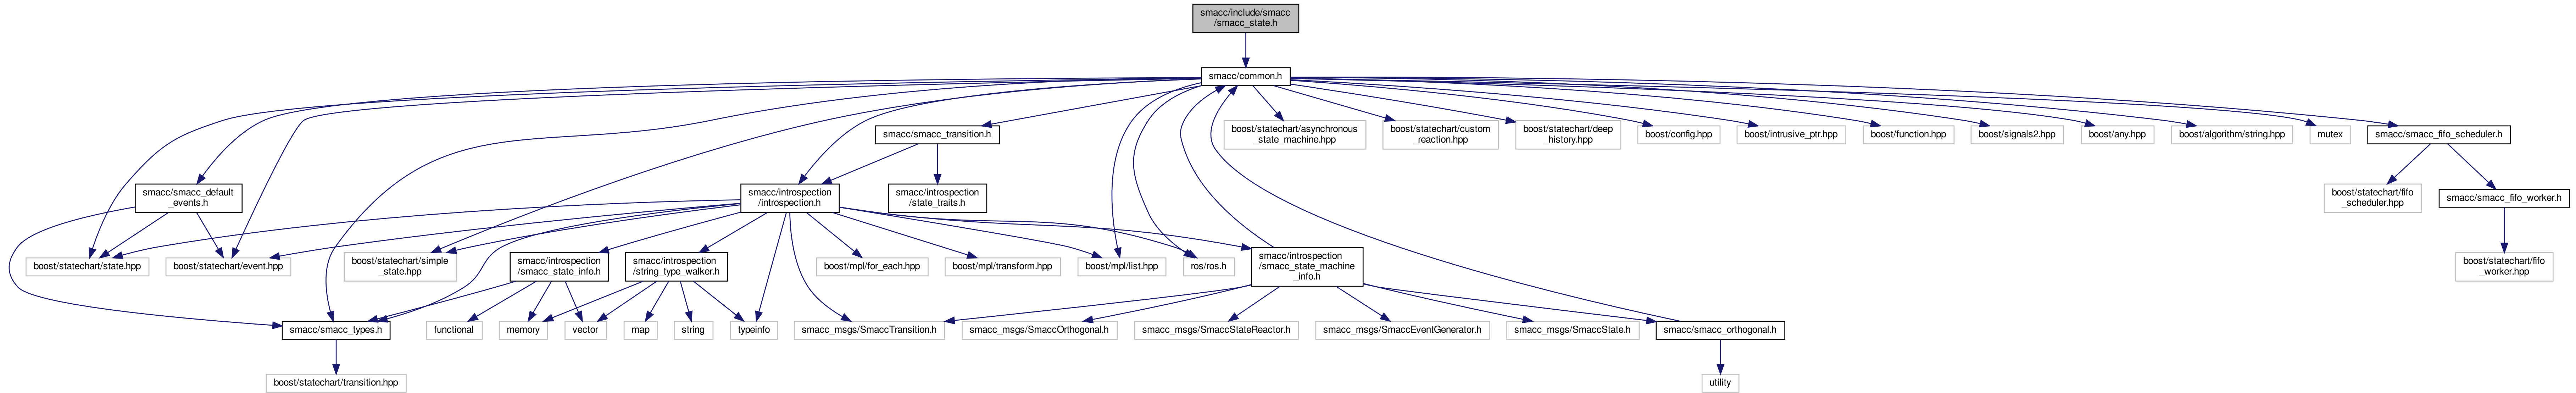 smacc/include/smacc
/smacc_state.h
smacc/common.h
smacc/smacc_transition.h
boost/statechart/asynchronous
_state_machine.hpp
boost/statechart/custom
_reaction.hpp
boost/statechart/deep
_history.hpp
boost/config.hpp
boost/intrusive_ptr.hpp
boost/function.hpp
boost/signals2.hpp
boost/any.hpp
boost/algorithm/string.hpp
mutex
smacc/smacc_fifo_scheduler.h
smacc/smacc_default
_events.h
smacc/introspection
/introspection.h
smacc/introspection
/state_traits.h
boost/statechart/fifo
_scheduler.hpp
smacc/smacc_fifo_worker.h
boost/statechart/state.hpp
boost/statechart/event.hpp
boost/statechart/simple
_state.hpp
smacc/introspection
/smacc_state_info.h
smacc/introspection
/string_type_walker.h
boost/mpl/for_each.hpp
boost/mpl/transform.hpp
boost/mpl/list.hpp
ros/ros.h
smacc/introspection
/smacc_state_machine
_info.h
boost/statechart/fifo
_worker.hpp
smacc/smacc_types.h
functional
memory
vector
map
string
typeinfo
smacc_msgs/SmaccTransition.h
smacc_msgs/SmaccOrthogonal.h
smacc_msgs/SmaccStateReactor.h
smacc_msgs/SmaccEventGenerator.h
smacc_msgs/SmaccState.h
smacc/smacc_orthogonal.h
boost/statechart/transition.hpp
utility